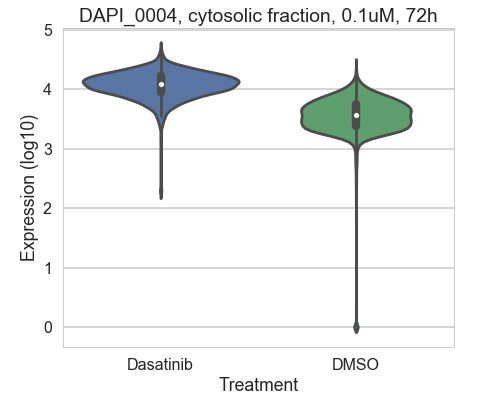 DAPI_0004, cytosolic fraction, 0.1uM, 72h
5
4
3
2
1
0
Expression (log10)
Dasatinib DMSO
Treatment